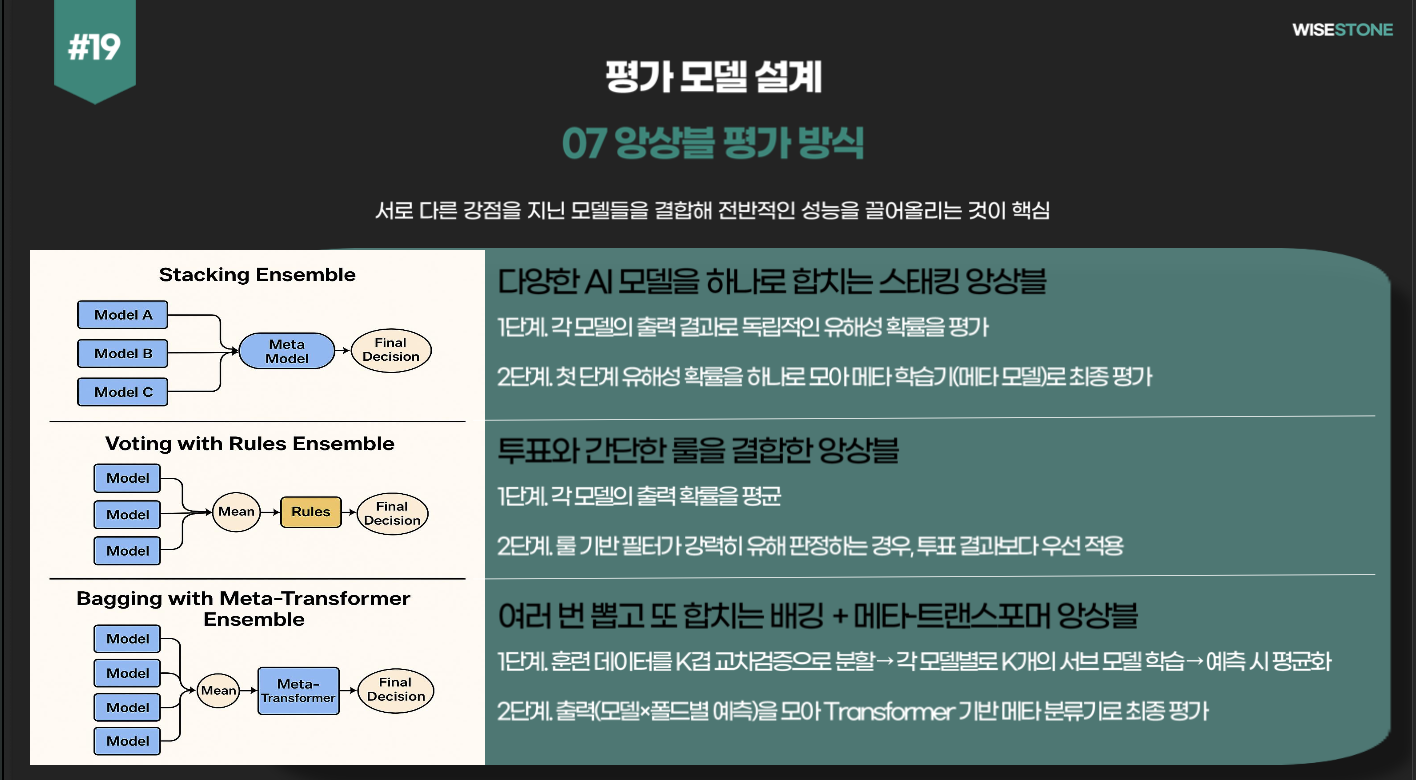 #19
WISESTONE
평가 모델 설계
07 앙상블 평가 방식
서로 다른 강점을 지닌 모델들을 결합해 전반적인 성능을 끌어올리는 것이 핵심
Stacking Ensemble
Model A
Model B
Model C
Meta
Model
Final
Decision
다양한 AI 모델을 하나로 합치는 스태킹 앙상블
1단계. 각 모델의 출력 결과로 독립적인 유해성 확률을 평가
2단계. 첫 단계 유해성 확률을 하나로 모아 메타 학습기(메타 모델)로 최종 평가
Voting with Rules Ensemble
Model
Model
Model
Mean
Rules
Final
Decision
투표와 간단한 룰을 결합한 앙상블
1단계. 각 모델의 출력 확률을 평균
2단계. 룰 기반 필터가 강력히 유해 판정하는 경우, 투표 결과보다 우선 적용
Bagging with Meta-Transformer
Ensemble
Model
Model
Model
Model
Mean
Meta-
Transformer
Final
Decision
여러 번 뽑고 또 합치는 배깅 + 메타-트랜스포머 앙상블
1단계. 훈련 데이터를 K겹 교차검증으로 분할→각 모델별로 K개의 서브 모델 학습→예측 시 평균화
2단계. 출력(모델×폴드별 예측)을 모아 Transformer 기반 메타 분류기로 최종 평가